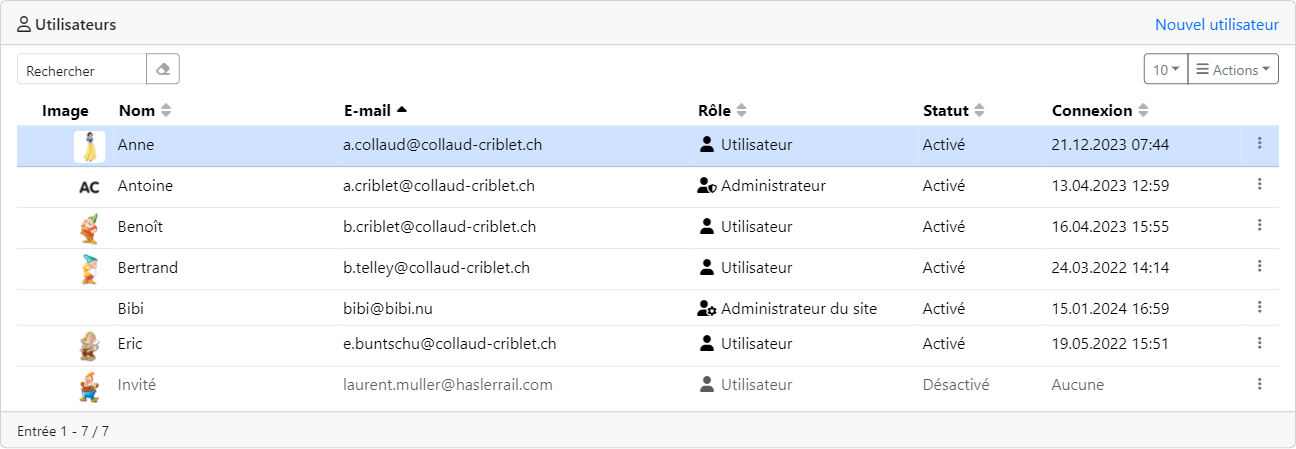 Utilisateurs Nouvel utilisateur
Rechercher 10 Actions
Image Nom E-mail Rôle Statut Connexion
Anne a.collaud@collaud-criblet.ch Utilisateur Activé 21.12.2023 07:44
AC Antoine a.criblet@collaud-criblet.ch Administrateur Activé 13.04.2023 12:59
Benoît b.criblet@collaud-criblet.ch Utilisateur Activé 16.04.2023 15:55
Bertrand b.telley@collaud-criblet.ch Utilisateur Activé 24.03.2022 14:14
Bibi bibi@bibi.nu Administrateur du site Activé 15.01.2024 16:59
Eric e.buntschu@collaud-criblet.ch Utilisateur Activé 19.05.2022 15:51
Invité laurent.muller@haslerrail.com Utilisateur Désactivé Aucune
Entrée 1 - 7 / 7